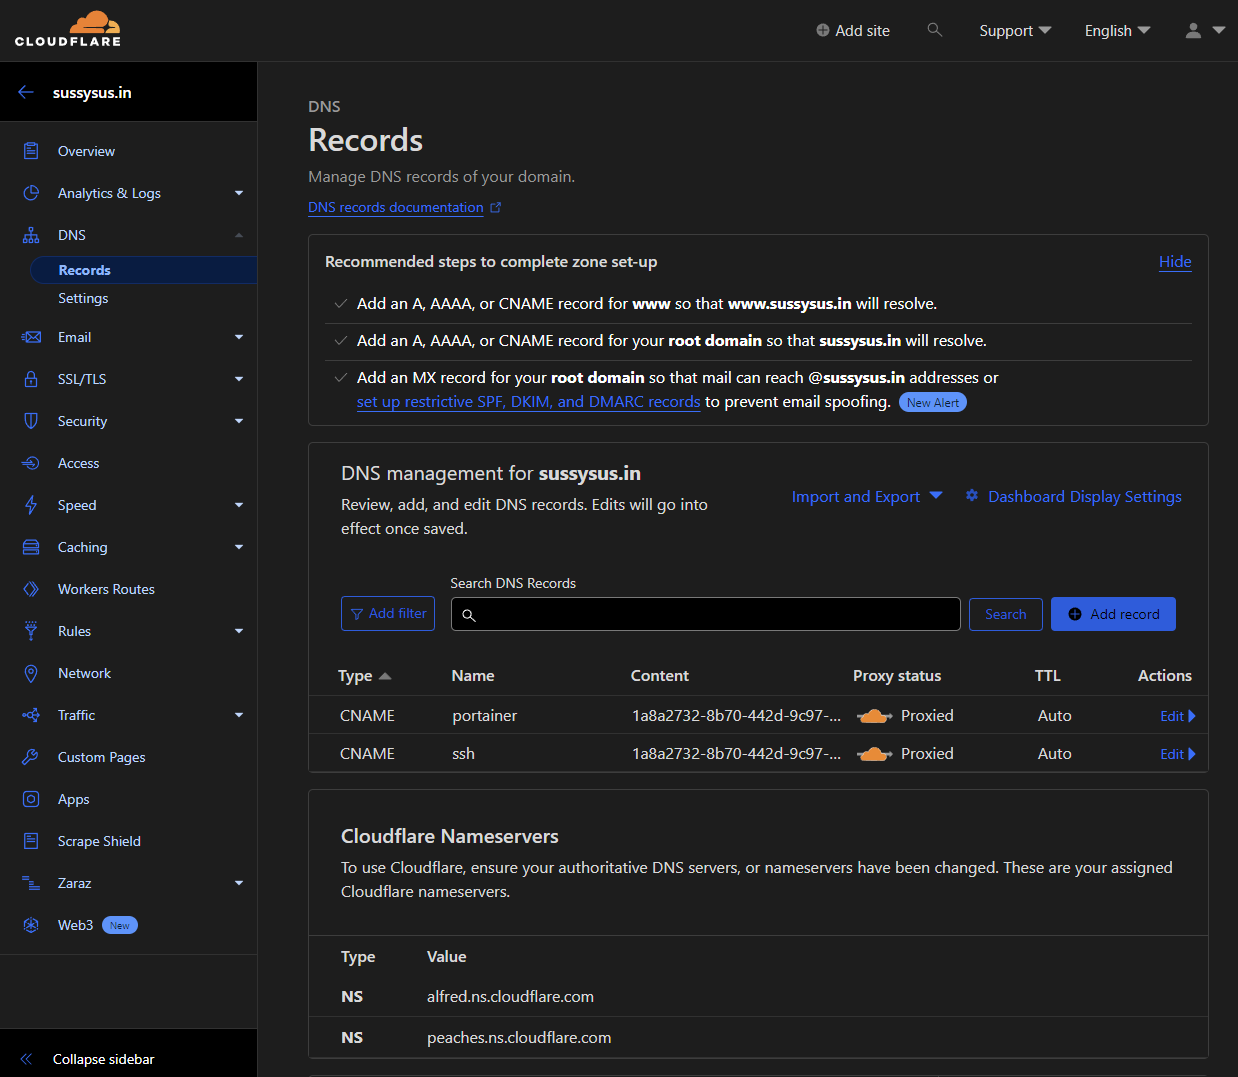 CLOUDFLARE
Add site
Support
English
sussysus.in
Overview
Analytics & Logs
DNS
Records
Settings
Email
SSL/TLS
Security
Access
Speed
Caching
Workers Routes
Rules
Network
Traffic
Custom Pages
Apps
Scrape Shield
Zaraz
Web3 New
Collapse sidebar
DNS
Records
Manage DNS records of your domain.
DNS records documentation
Recommended steps to complete zone set-up
Hide
Add an A, AAAA, or CNAME record for www so that www.sussysus.in will resolve.
Add an A, AAAA, or CNAME record for your root domain so that sussysus.in will resolve.
Add an MX record for your root domain so that mail can reach @sussysus.in addresses or
set up restrictive SPF, DKIM, and DMARC records to prevent email spoofing. New Alert
DNS management for sussysus.in
Review, add, and edit DNS records. Edits will go into
effect once saved.
Import and Export
Dashboard Display Settings
Search DNS Records
Add filter
Search
Add record
Type Name Content Proxy status TTL Actions
CNAME portainer 1a8a2732-8b70-442d-9c97-... Proxied Auto Edit
CNAME ssh 1a8a2732-8b70-442d-9c97-... Proxied Auto Edit
Cloudflare Nameservers
To use Cloudflare, ensure your authoritative DNS servers, or nameservers have been changed. These are your assigned
Cloudflare nameservers.
Type Value
NS alfred.ns.cloudflare.com
NS peaches.ns.cloudflare.com